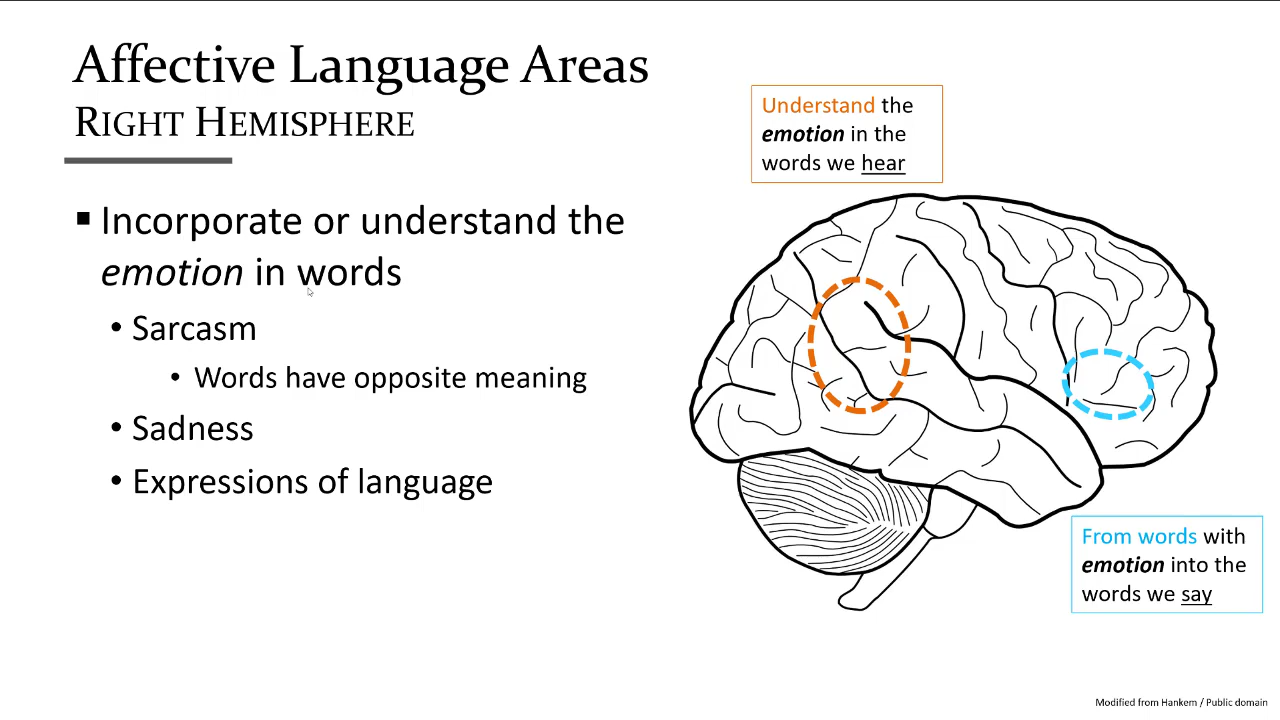 Affective Language Areas
RIGHT HEMISPHERE
▪ Incorporate or understand the
emotion in words
• Sarcasm
• Words have opposite meaning
• Sadness
• Expressions of language
Understand the
emotion in the
words we hear
From words with
emotion into the
words we say
Modified from Hankem / Public domain